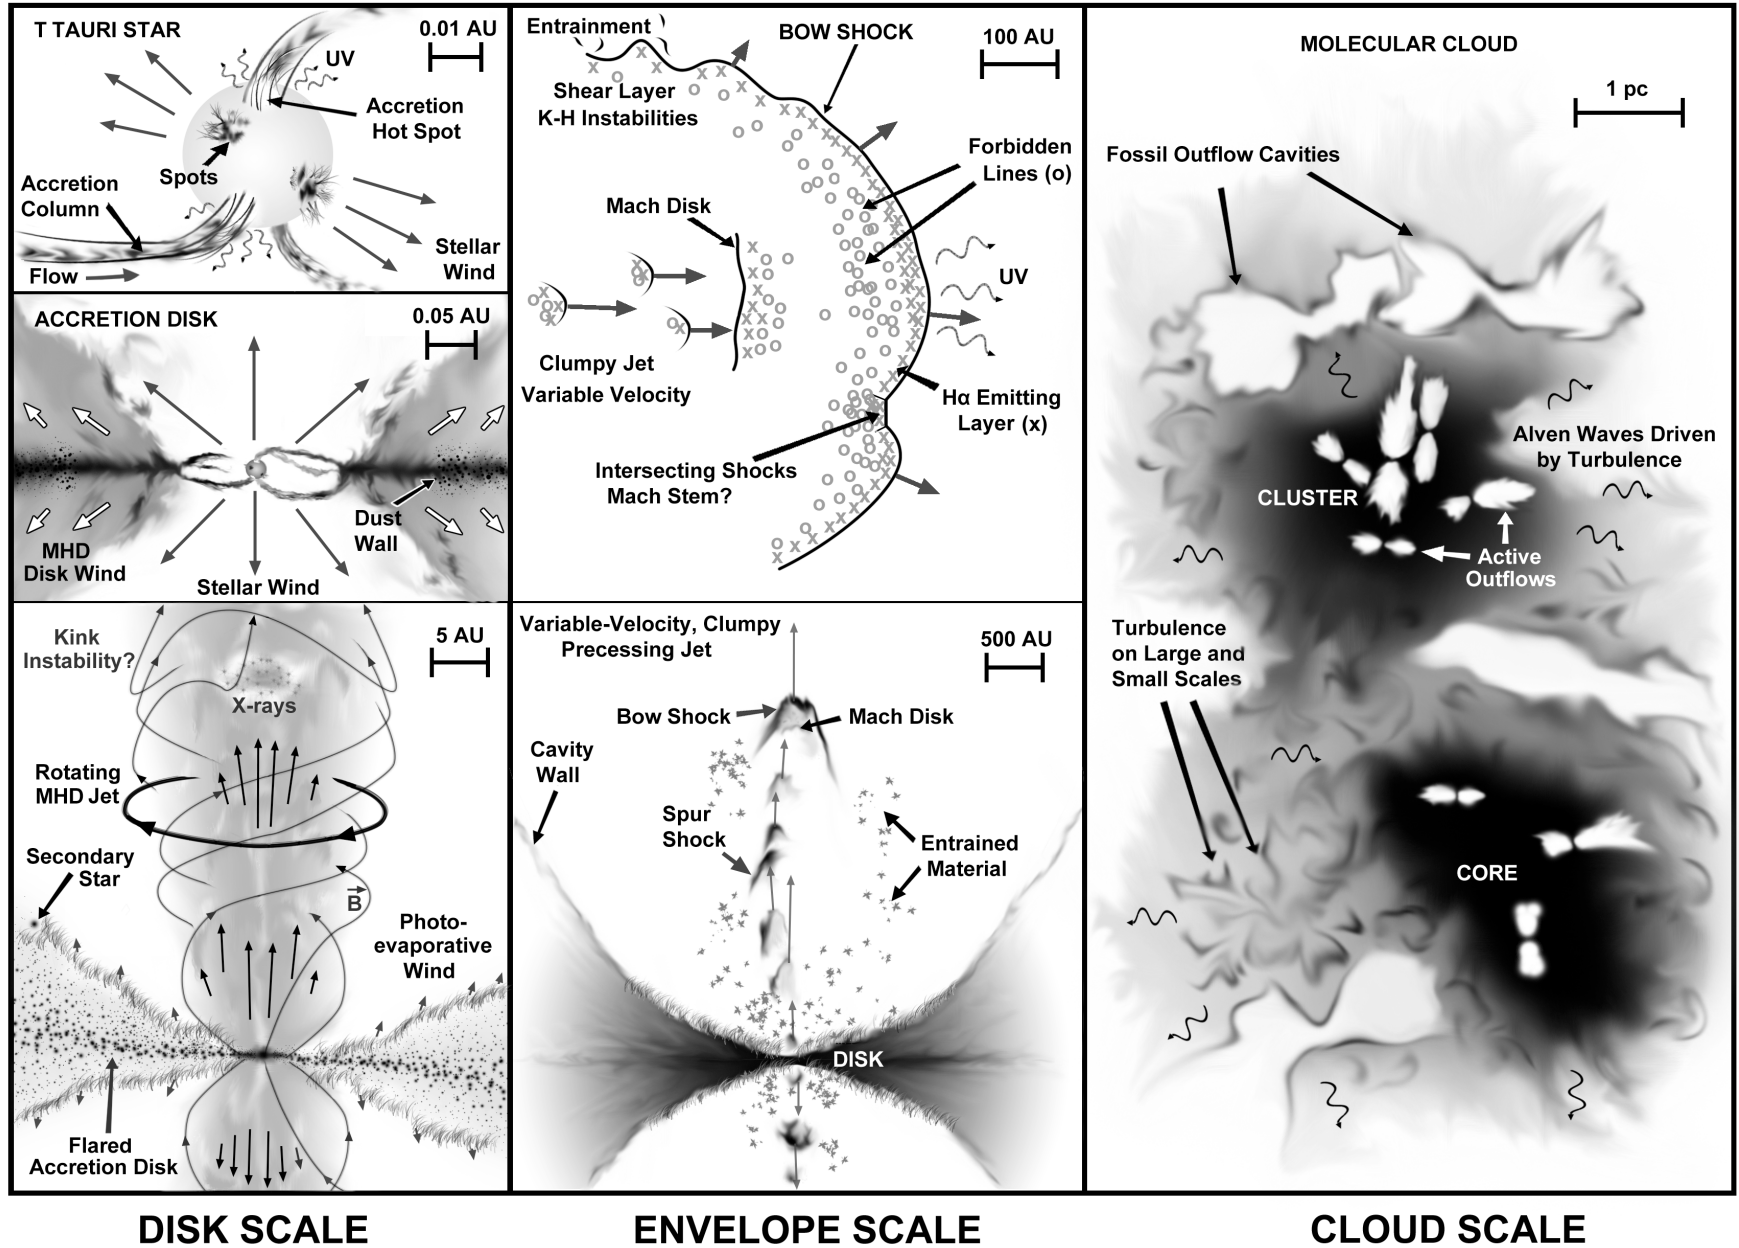 T TAURI STAR
0.01 AU
UV
Accretion
Hot Spot
Spots
Accretion
Column
Stellar
Wind
Flow
ACCRETION DISK
0.05 AU
Dust
Wall
MHD
Disk Wind
Stellar Wind
Kink
Instability?
5 AU
X-rays
Rotating
MHD Jet
Secondary
Star
B
Photo-
evaporative
Wind
Flared
Accretion Disk
DISK SCALE
Entrainment
BOW SHOCK
100 AU
Shear Layer
K-H Instabilities
Forbidden
Lines (o)
Mach Disk
UV
Clumpy Jet
Variable Velocity
Hα Emitting
Layer (x)
Intersecting Shocks
Mach Stem?
Variable-Velocity, Clumpy
Precessing Jet
500 AU
Bow Shock
Mach Disk
Cavity
Wall
Spur
Shock
Entrained
Material
DISK
ENVELOPE SCALE
MOLECULAR CLOUD
1 pc
Fossil Outflow Cavities
Alven Waves Driven
by Turbulence
CLUSTER
Active
Outflows
Turbulence
on Large and
Small Scales
CORE
CLOUD SCALE